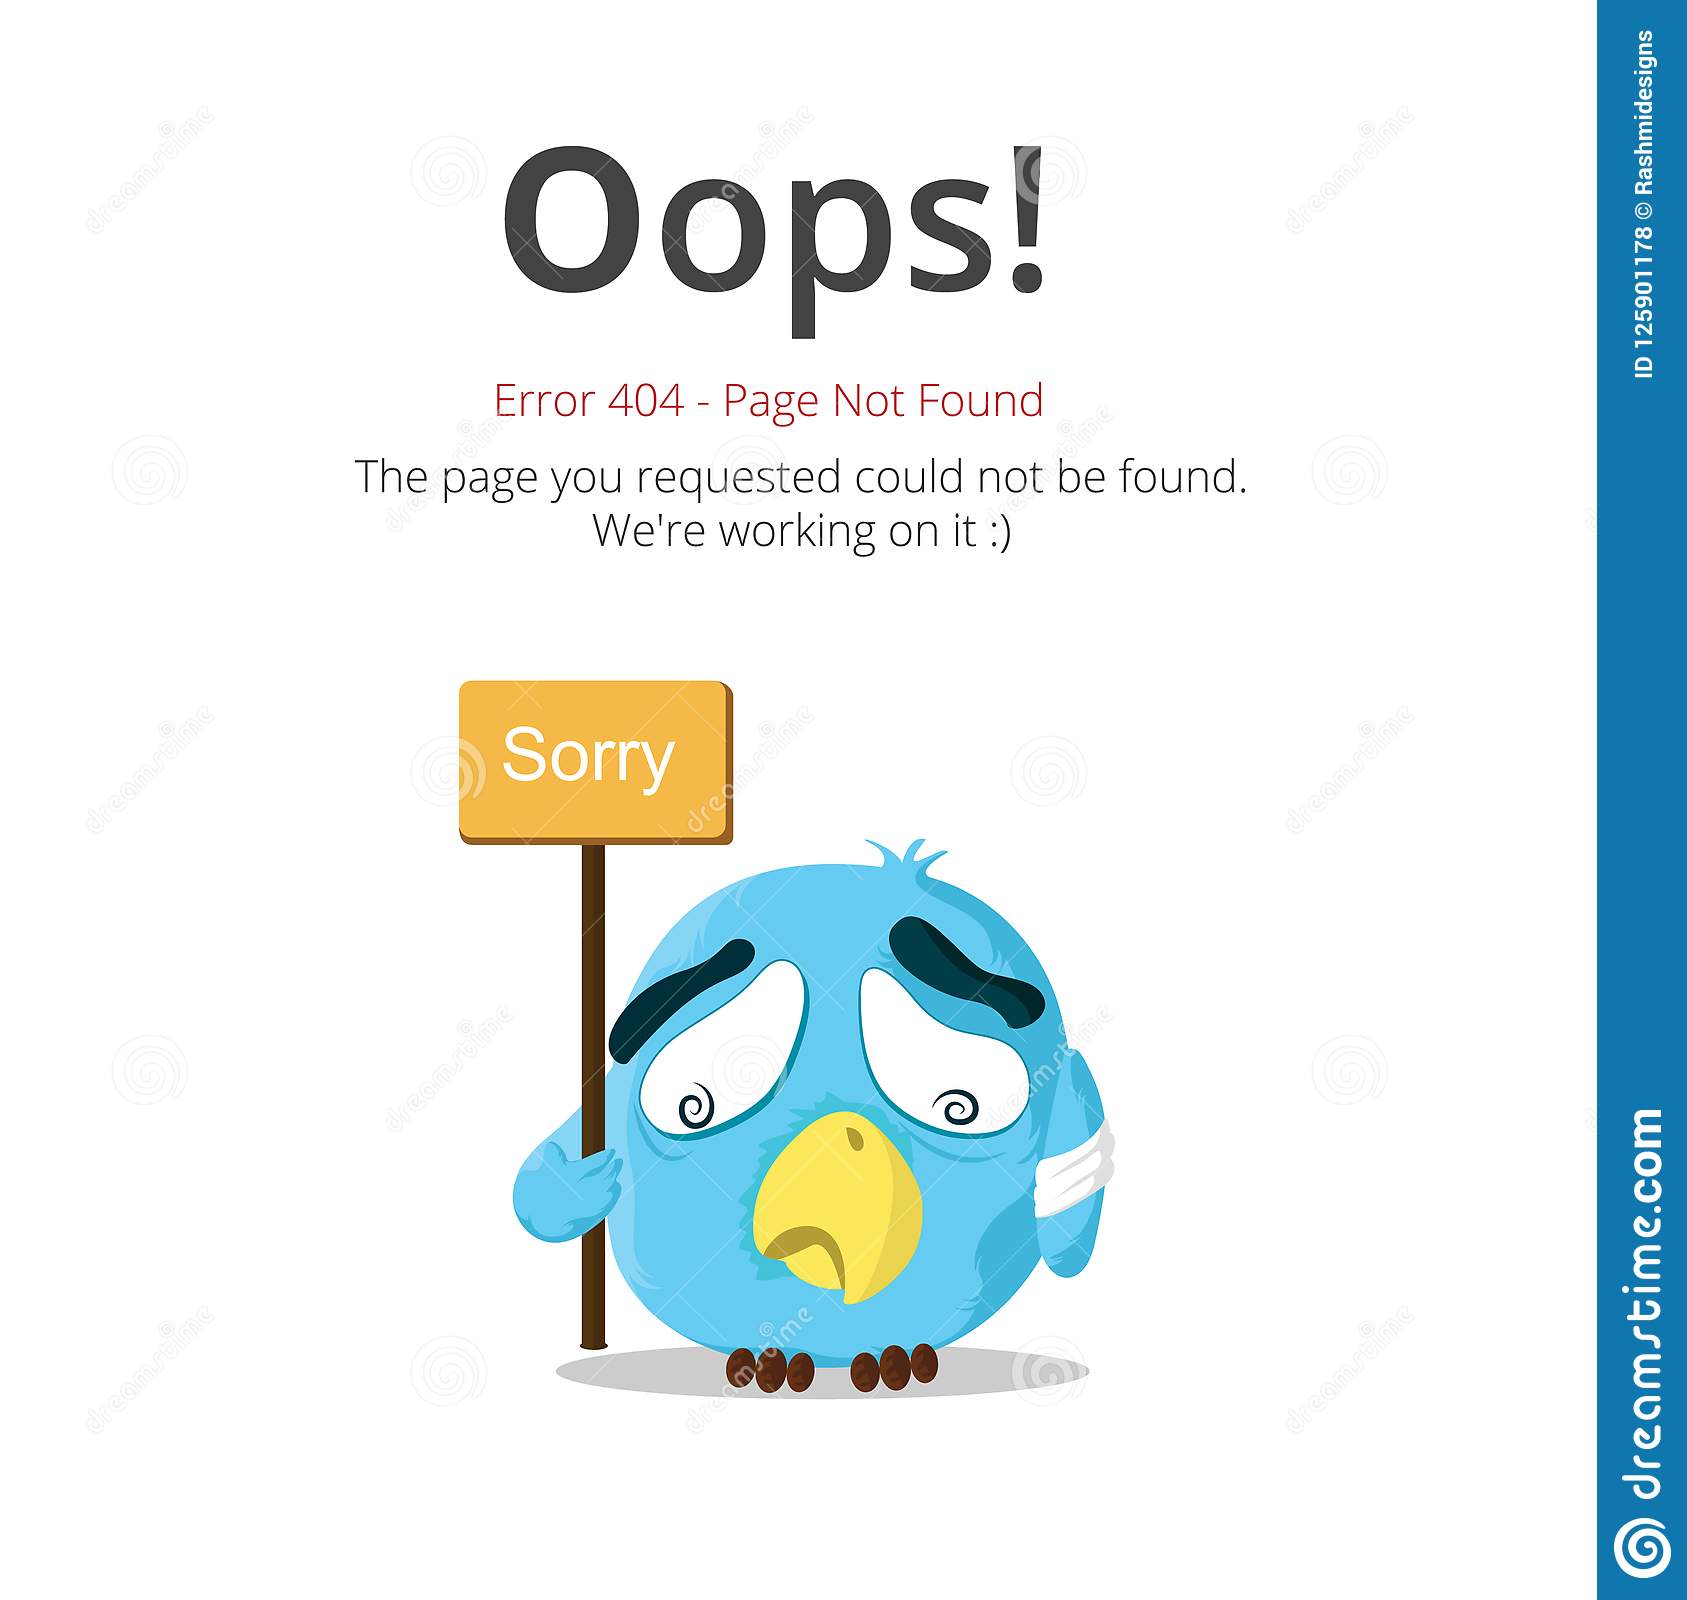 Oops!
Error 404 - Page Not Found
The page you requested could not be found.
We're working on it :)
Sorry
ID 125901178 © Rashmidesigns
dreamstime.com
dreamstime